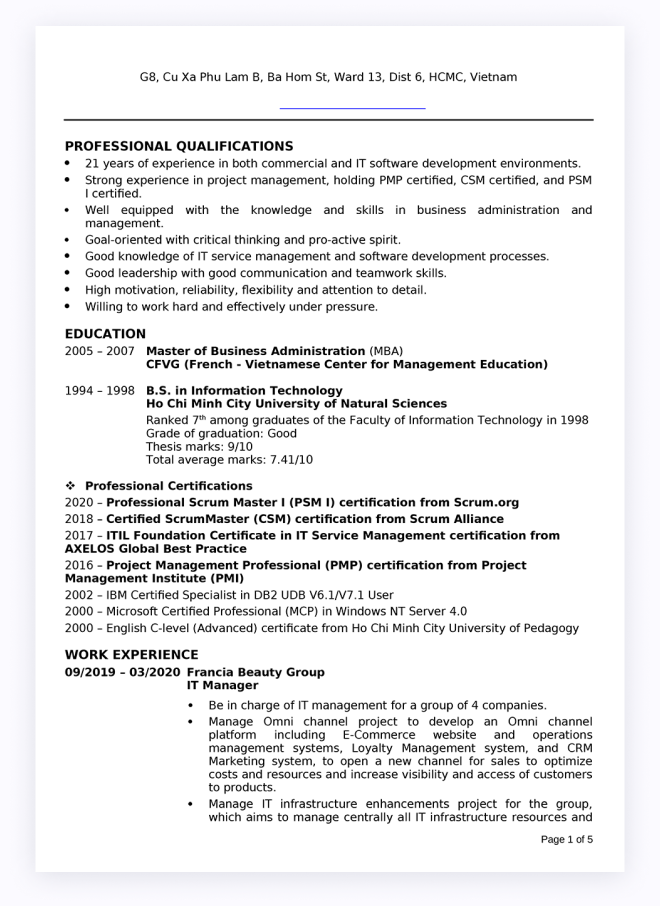 G8, Cu Xa Phu Lam B, Ba Hom St, Ward 13, Dist 6, HCMC, Vietnam
PROFESSIONAL QUALIFICATIONS
• 21 years of experience in both commercial and IT software development environments.
• Strong experience in project management, holding PMP certified, CSM certified, and PSM
I certified.
• Well equipped with the knowledge and skills in business administration and
management.
• Goal-oriented with critical thinking and pro-active spirit.
• Good knowledge of IT service management and software development processes.
• Good leadership with good communication and teamwork skills.
• High motivation, reliability, flexibility and attention to detail.
• Willing to work hard and effectively under pressure.
EDUCATION
2005 – 2007 Master of Business Administration (MBA)
CFVG (French - Vietnamese Center for Management Education)
1994 – 1998 B.S. in Information Technology
Ho Chi Minh City University of Natural Sciences
Ranked 7th among graduates of the Faculty of Information Technology in 1998
Grade of graduation: Good
Thesis marks: 9/10
Total average marks: 7.41/10
❖ Professional Certifications
2020 – Professional Scrum Master I (PSM I) certification from Scrum.org
2018 – Certified ScrumMaster (CSM) certification from Scrum Alliance
2017 – ITIL Foundation Certificate in IT Service Management certification from
AXELOS Global Best Practice
2016 – Project Management Professional (PMP) certification from Project
Management Institute (PMI)
2002 – IBM Certified Specialist in DB2 UDB V6.1/V7.1 User
2000 – Microsoft Certified Professional (MCP) in Windows NT Server 4.0
2000 – English C-level (Advanced) certificate from Ho Chi Minh City University of Pedagogy
WORK EXPERIENCE
09/2019 – 03/2020 Francia Beauty Group
IT Manager
• Be in charge of IT management for a group of 4 companies.
• Manage Omni channel project to develop an Omni channel
platform including E-Commerce website and operations
management systems, Loyalty Management system, and CRM
Marketing system, to open a new channel for sales to optimize
costs and resources and increase visibility and access of customers
to products.
• Manage IT infrastructure enhancements project for the group,
which aims to manage centrally all IT infrastructure resources and
Page 1 of 5